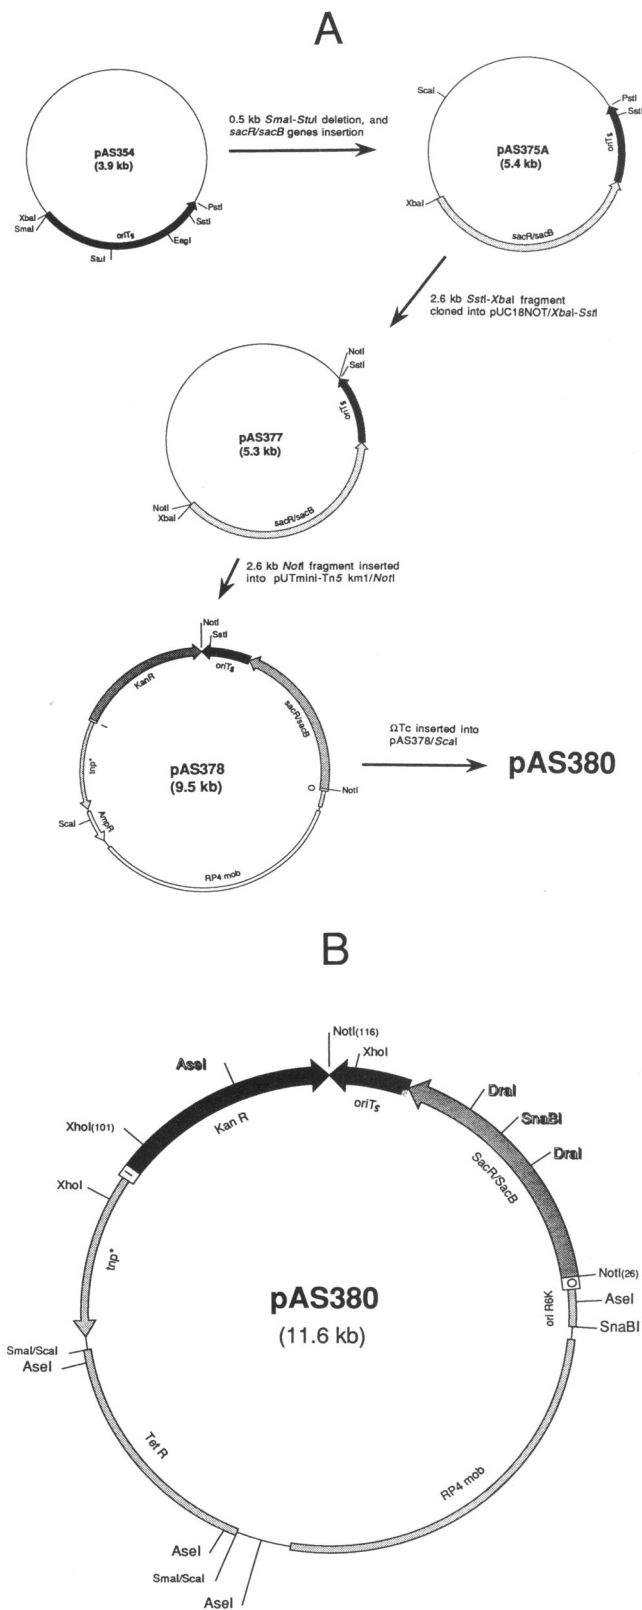 A
pAS354
(3.9 kb)
XbaI
SmaI
StuI
oriTs
EagI
SstI
PstI
0.5 kb SmaI-StuI deletion, and
sacR/sacB genes insertion
ScaI
PstI
SstI
oriTs
pAS375A
(5.4 kb)
XbaI
sacR/sacB
2.6 kb SstI-XbaI fragment
cloned into pUC18NOT/XbaI-SstI
NotI
SstI
oriTs
pAS377
(5.3 kb)
NotI
XbaI
sacR/sacB
2.6 kb NotI fragment inserted
into pUTmini-Tn5 km1/NotI
NotI
SstI
oriTs
KanR
sacR/sacB
I
tnp*
pAS378
(9.5 kb)
O
NotI
ScaI
AmpR
RP4 mob
ΩTc inserted into
pAS378/ScaI
pAS380
B
NotI(116)
XhoI
AseI
oriTs
DraI
Kan R
SnaBI
XhoI(101)
DraI
SacR/SacB
I
XhoI
tnp*
NotI(26)
O
pAS380
(11.6 kb)
ori R6K
AseI
SnaBI
SmaI/ScaI
AseI
Tet R
RP4 mob
AseI
SmaI/ScaI
AseI